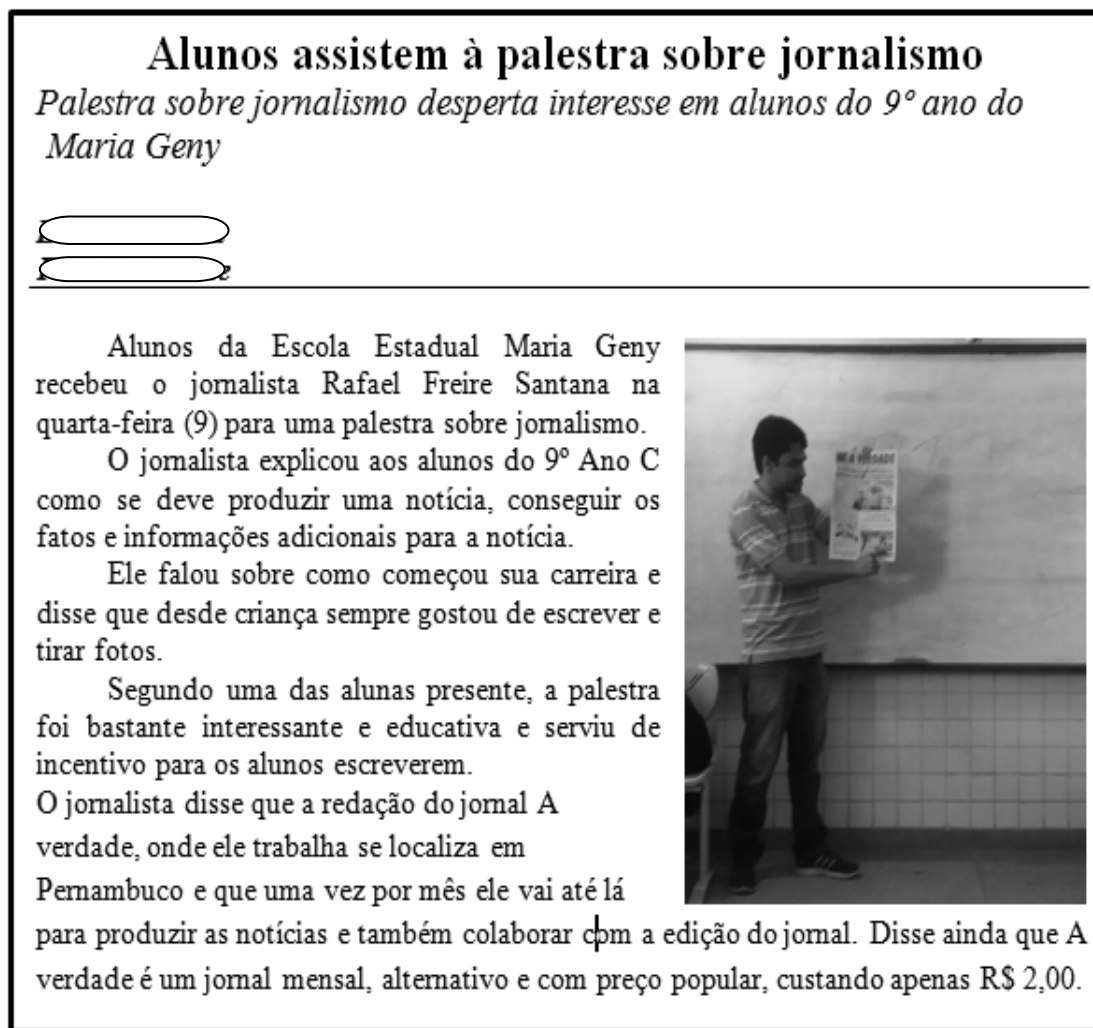 Alunos assistem à palestra sobre jornalismo
Palestra sobre jornalismo desperta interesse em alunos do 9º ano do
Maria Geny
Alunos da Escola Estadual Maria Geny
recebeu o jornalista Rafael Freire Santana na
quarta-feira (9) para uma palestra sobre jornalismo.
O jornalista explicou aos alunos do 9º Ano C
como se deve produzir uma notícia, conseguir os
fatos e informações adicionais para a notícia.
Ele falou sobre como começou sua carreira e
disse que desde criança sempre gostou de escrever e
tirar fotos.
Segundo uma das alunas presente, a palestra
foi bastante interessante e educativa e serviu de
incentivo para os alunos escreverem.
O jornalista disse que a redação do jornal A
verdade, onde ele trabalha se localiza em
Pernambuco e que uma vez por mês ele vai até lá
para produzir as notícias e também colaborar com a edição do jornal. Disse ainda que A
verdade é um jornal mensal, alternativo e com preço popular, custando apenas R$ 2,00.
A VERDADE